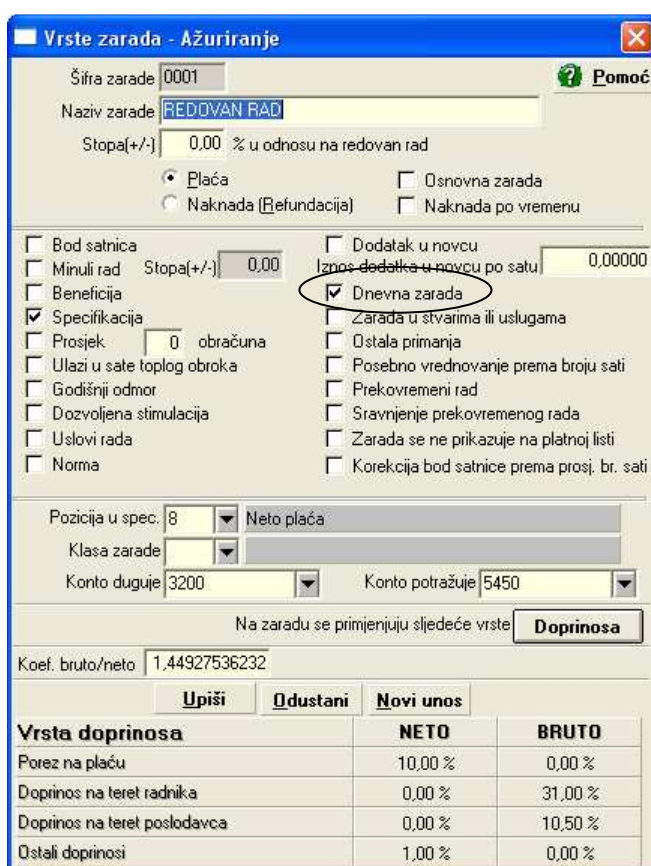 Vrste zarada - Ažuriranje
Šifra zarade 0001 Pomoć
Naziv zarade REDOVAN RAD
Stopa(+/-) 0,00 % u odnosu na redovan rad
Plaća Osnovna zarada
Naknada (Refundacija) Naknada po vremenu
Bod satnica Dodatak u novcu
Minuli rad Stopa(+/-) 0,00 Iznos dodatka u novcu po satu 0,00000
Beneficija Dnevna zarada
Specifikacija Zarada u stvarima ili uslugama
Prosjek 0 obračuna Ostala primanja
Ulazi u sate toplog obroka Posebno vrednovanje prema broju sati
Godišnji odmor Prekovremeni rad
Dozvoljena stimulacija Sravnjenje prekovremenog rada
Uslovi rada Zarada se ne prikazuje na platnoj listi
Norma Korekcija bod satnice prema prosj. br. sati
Pozicija u spec. 8 Neto plaća
Klasa zarade
Konto duguje 3200 Konto potražuje 5450
Na zaradu se primjenjuju sljedeće vrste Doprinosa
Koef. bruto/neto 1,44927536232
Upiši Odustani Novi unos
Vrsta doprinosa NETO BRUTO
Porez na plaću 10,00 % 0,00 %
Doprinos na teret radnika 0,00 % 31,00 %
Doprinos na teret poslodavca 0,00 % 10,50 %
Ostali doprinosi 1,00 % 0,00 %